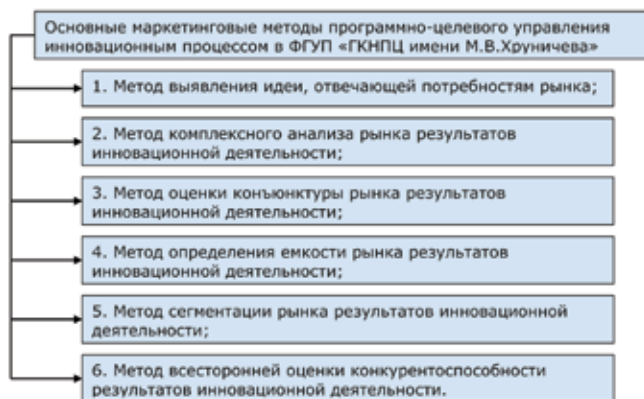 Основные маркетинговые методы программно-целевого управления
инновационным процессом в ФГУП «ГКНПЦ имени М.В.Хруничева»
1. Метод выявления идеи, отвечающей потребностям рынка;
2. Метод комплексного анализа рынка результатов
инновационной деятельности;
3. Метод оценки конъюнктуры рынка результатов
инновационной деятельности;
4. Метод определения емкости рынка результатов
инновационной деятельности;
5. Метод сегментации рынка результатов инновационной
деятельности;
6. Метод всесторонней оценки конкурентоспособности
результатов инновационной деятельности.